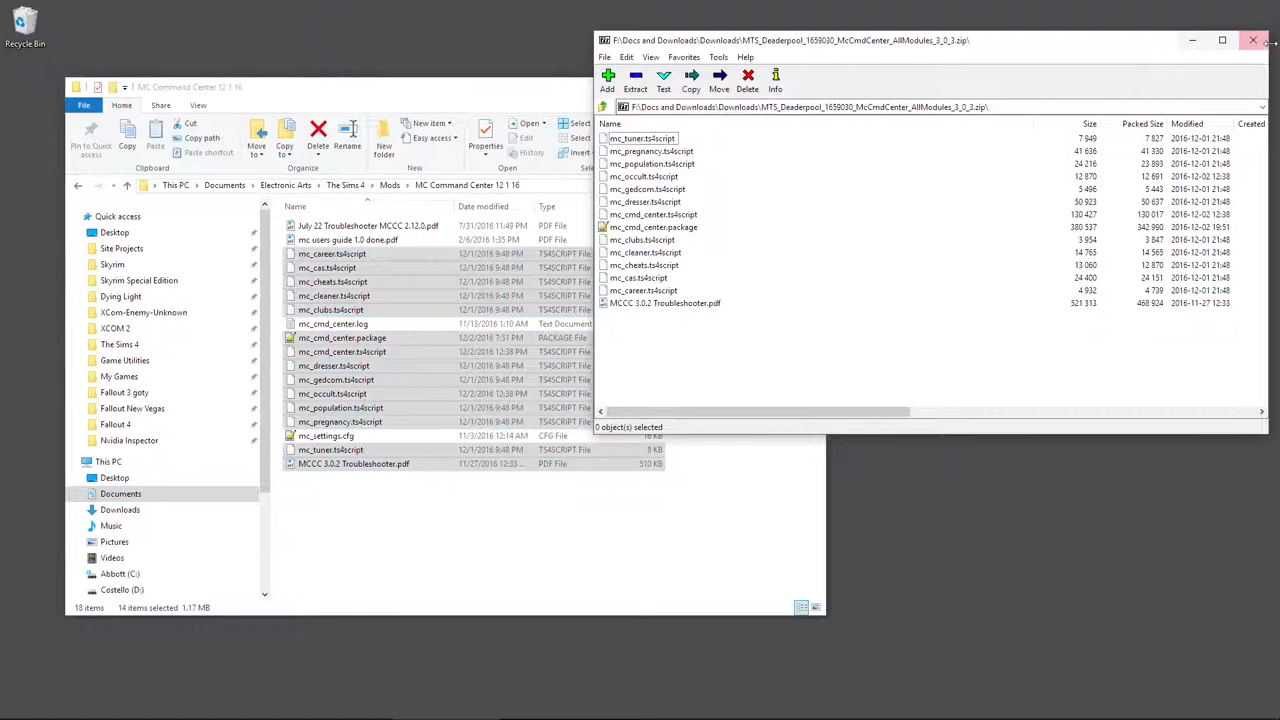 Recycle Bin
MC Command Center 12 1 16
File Home Share View
Pin to Quick access
Copy
Paste
Cut
Copy path
Paste shortcut
Clipboard
Move to
Copy to
Delete
Rename
Organize
New folder
New item
Easy access
Properties
Open
Edit
History
Select
Select
This PC Documents Electronic Arts The Sims 4 Mods MC Command Center 12 1 16
Quick access
Desktop
Site Projects
Skyrim
Skyrim Special Edition
Dying Light
XCom-Enemy-Unknown
XCOM 2
The Sims 4
Game Utilities
My Games
Fallout 3 goty
Fallout New Vegas
Fallout 4
Nvidia Inspector
This PC
Desktop
Documents
Downloads
Music
Pictures
Videos
Abbott (C:)
Costello (D:)
Name Date modified Type
July 22 Troubleshooter MCCC 2.12.0.pdf 7/31/2016 11:49 PM PDF File
mc users guide 1.0 done.pdf 2/6/2016 1:35 PM PDF File
mc_career.ts4script 12/1/2016 9:48 PM TS4SCRIPT File
mc_cas.ts4script 12/1/2016 9:48 PM TS4SCRIPT File
mc_cheats.ts4script 12/1/2016 9:48 PM TS4SCRIPT File
mc_cleaner.ts4script 12/1/2016 9:48 PM TS4SCRIPT File
mc_clubs.ts4script 12/1/2016 9:48 PM TS4SCRIPT File
mc_cmd_center.log 11/13/2016 1:10 AM Text Document
mc_cmd_center.package 12/2/2016 7:51 PM PACKAGE File
mc_cmd_center.ts4script 12/2/2016 12:38 PM TS4SCRIPT File
mc_dresser.ts4script 12/1/2016 9:48 PM TS4SCRIPT File
mc_gedcom.ts4script 12/1/2016 9:48 PM TS4SCRIPT File
mc_occult.ts4script 12/2/2016 12:38 PM TS4SCRIPT File
mc_population.ts4script 12/1/2016 9:48 PM TS4SCRIPT File
mc_pregnancy.ts4script 12/1/2016 9:48 PM TS4SCRIPT File
mc_settings.cfg 11/3/2016 12:14 AM CFG File 16 KB
mc_tuner.ts4script 12/1/2016 9:48 PM TS4SCRIPT File 8 KB
MCCC 3.0.2 Troubleshooter.pdf 11/27/2016 12:33 ... PDF File 510 KB
18 items 14 items selected 1.17 MB
F:\Docs and Downloads\Downloads\MTS_Deaderpool_1659030_McCmdCenter_AllModules_3_0_3.zip\
File Edit View Favorites Tools Help
Add Extract Test Copy Move Delete Info
F:\Docs and Downloads\Downloads\MTS_Deaderpool_1659030_McCmdCenter_AllModules_3_0_3.zip\
Name Size Packed Size Modified Created
mc_tuner.ts4script 7 949 7 827 2016-12-01 21:48
mc_pregnancy.ts4script 41 636 41 330 2016-12-01 21:48
mc_population.ts4script 24 216 23 893 2016-12-01 21:48
mc_occult.ts4script 12 870 12 691 2016-12-02 12:38
mc_gedcom.ts4script 5 496 5 443 2016-12-01 21:48
mc_dresser.ts4script 50 923 50 637 2016-12-01 21:48
mc_cmd_center.ts4script 130 427 130 017 2016-12-02 12:38
mc_cmd_center.package 380 537 342 990 2016-12-02 19:51
mc_clubs.ts4script 3 954 3 847 2016-12-01 21:48
mc_cleaner.ts4script 14 765 14 565 2016-12-01 21:48
mc_cheats.ts4script 13 060 12 870 2016-12-01 21:48
mc_cas.ts4script 24 400 24 151 2016-12-01 21:48
mc_career.ts4script 4 932 4 739 2016-12-01 21:48
MCCC 3.0.2 Troubleshooter.pdf 521 313 468 924 2016-11-27 12:33
0 object(s) selected